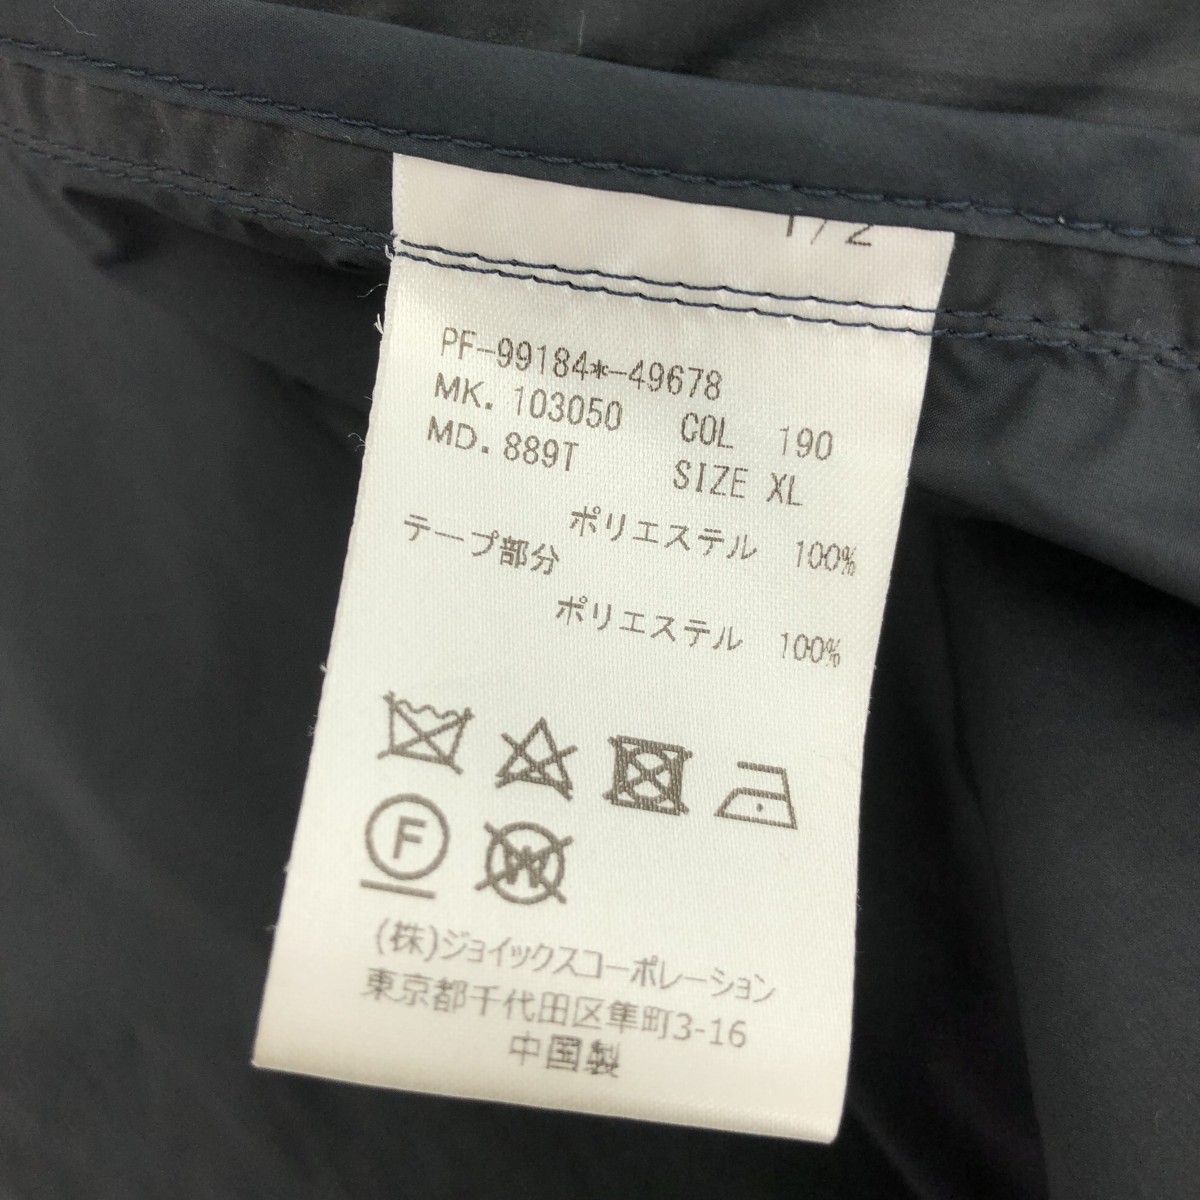 1/2
PF-99184*-49678
MK. 103050 COL 190
MD. 889T SIZE XL
ポリエステル 100%
テープ部分
ポリエステル 100%
F W
(株)ジョイックスコーポレーション
東京都千代田区隼町3-16
中国製